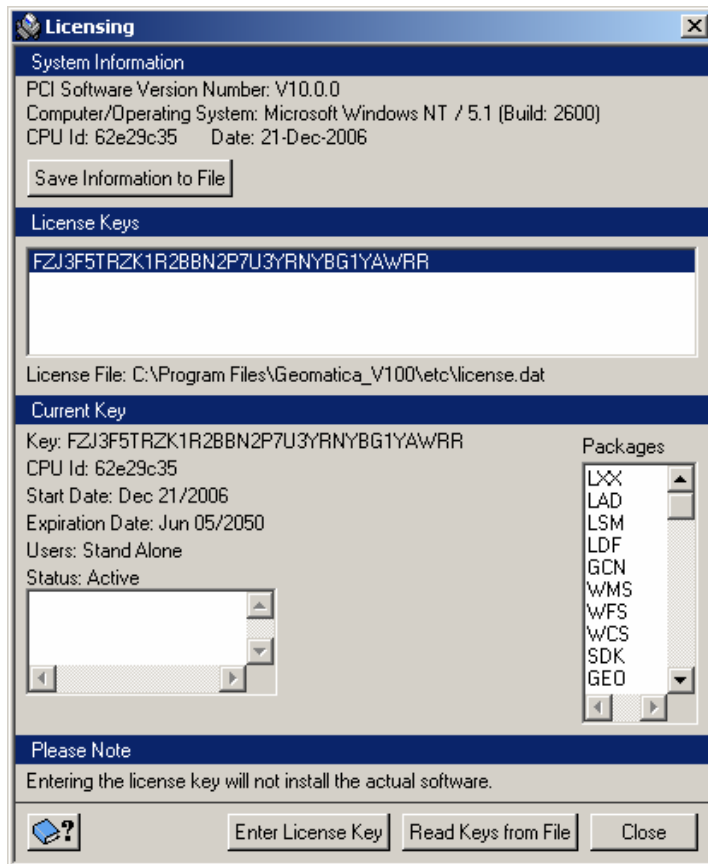 Licensing
System Information
PCI Software Version Number: V10.0.0
Computer/Operating System: Microsoft Windows NT / 5.1 (Build: 2600)
CPU Id: 62e29c35 Date: 21-Dec-2006
Save Information to File
License Keys
FZJ3F5TRZK1R2BBN2P7U3YRNYBG1YAWRR
License File: C:\Program Files\Geomatica_V100\etc\license.dat
Current Key
Key: FZJ3F5TRZK1R2BBN2P7U3YRNYBG1YAWRR
CPU Id: 62e29c35
Start Date: Dec 21/2006
Expiration Date: Jun 05/2050
Users: Stand Alone
Status: Active
Packages
LXX
LAD
LSM
LDF
GCN
WMS
WFS
WCS
SDK
GEO
Please Note
Entering the license key will not install the actual software.
?
Enter License Key
Read Keys from File
Close